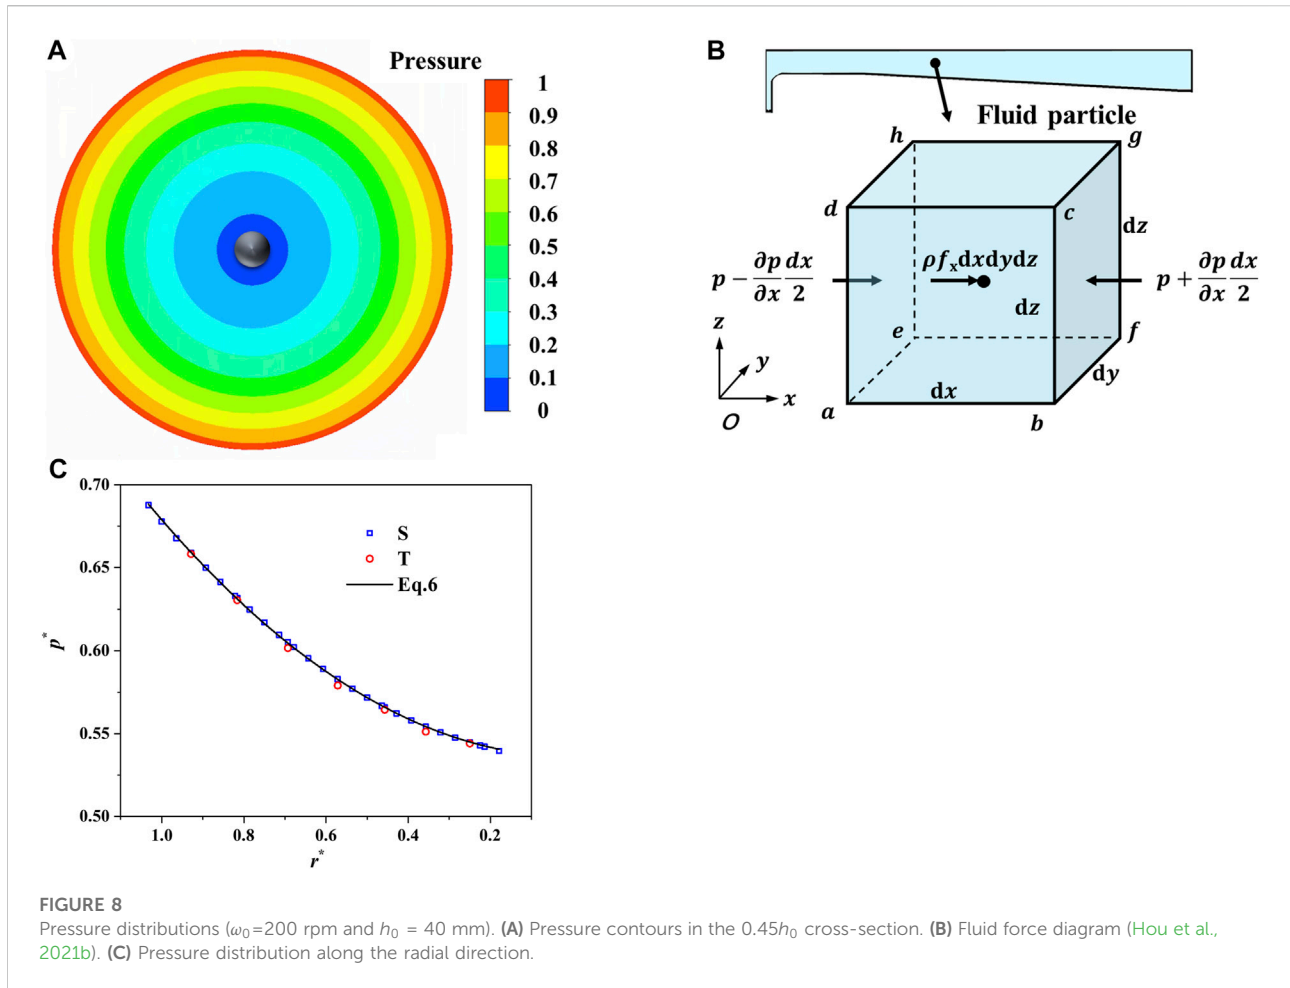 A
Pressure
1
0.9
0.8
0.7
0.6
0.5
0.4
0.3
0.2
0.1
0
B
Fluid particle
h
g
d
c
dz
ρfₓdxdydz
p − ∂p/∂x dx/2
p + ∂p/∂x dx/2
dz
z
e
f
y
dy
x
dx
a
b
O
C
0.70
0.65
0.60
0.55
0.50
p*
S
T
Eq.6
1.0 0.8 0.6 0.4 0.2
r*
FIGURE 8
Pressure distributions (ω₀=200 rpm and h₀ = 40 mm). (A) Pressure contours in the 0.45h₀ cross-section. (B) Fluid force diagram (Hou et al.,
2021b). (C) Pressure distribution along the radial direction.